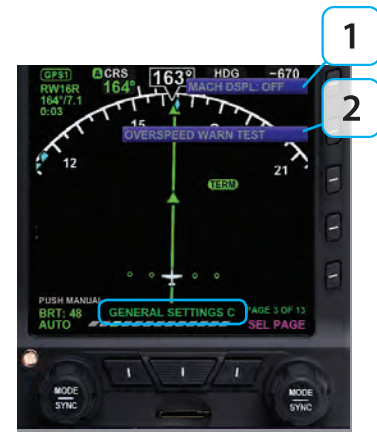 1
GPS1 ACRS 163° HDG -670
RW16R 164° MACH DSPL: OFF
164°/7.1
0:03
2
15
OVERSPEED WARN TEST
12 21
TERM
PUSH MANUAL
BRT: 48 GENERAL SETTINGS C PAGE 3 OF 13
AUTO SEL PAGE
MODE MODE
SYNC SYNC